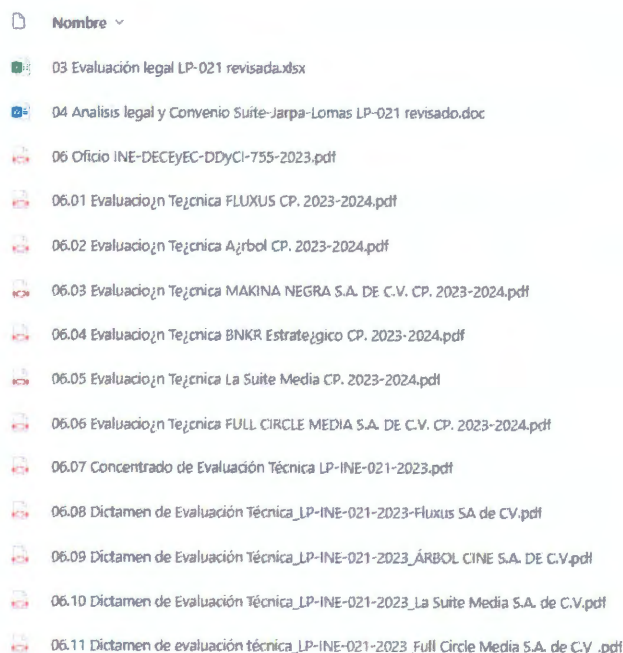 Nombre
03 Evaluación legal LP-021 revisada.xlsx
04 Analisis legal y Convenio Suite-Jarpa-Lomas LP-021 revisado.doc
06 Oficio INE-DECEyEC-DDyCI-755-2023.pdf
06.01 Evaluacio¿n Te¿cnica FLUXUS CP. 2023-2024.pdf
06.02 Evaluacio¿n Te¿cnica A¿rbol CP. 2023-2024.pdf
06.03 Evaluacio¿n Te¿cnica MAKINA NEGRA S.A. DE C.V. CP. 2023-2024.pdf
06.04 Evaluacio¿n Te¿cnica BNKR Estrate¿gico CP. 2023-2024.pdf
06.05 Evaluacio¿n Te¿cnica La Suite Media CP. 2023-2024.pdf
06.06 Evaluacio¿n Te¿cnica FULL CIRCLE MEDIA S.A. DE C.V. CP. 2023-2024.pdf
06.07 Concentrado de Evaluación Técnica LP-INE-021-2023.pdf
06.08 Dictamen de Evaluación Técnica_LP-INE-021-2023-Fluxus SA de CV.pdf
06.09 Dictamen de Evaluación Técnica_LP-INE-021-2023_ÁRBOL CINE S.A. DE C.V.pdf
06.10 Dictamen de Evaluación Técnica_LP-INE-021-2023_La Suite Media S.A. de C.V.pdf
06.11 Dictamen de evaluación técnica_LP-INE-021-2023_Full Circle Media S.A. de C.V .pdf